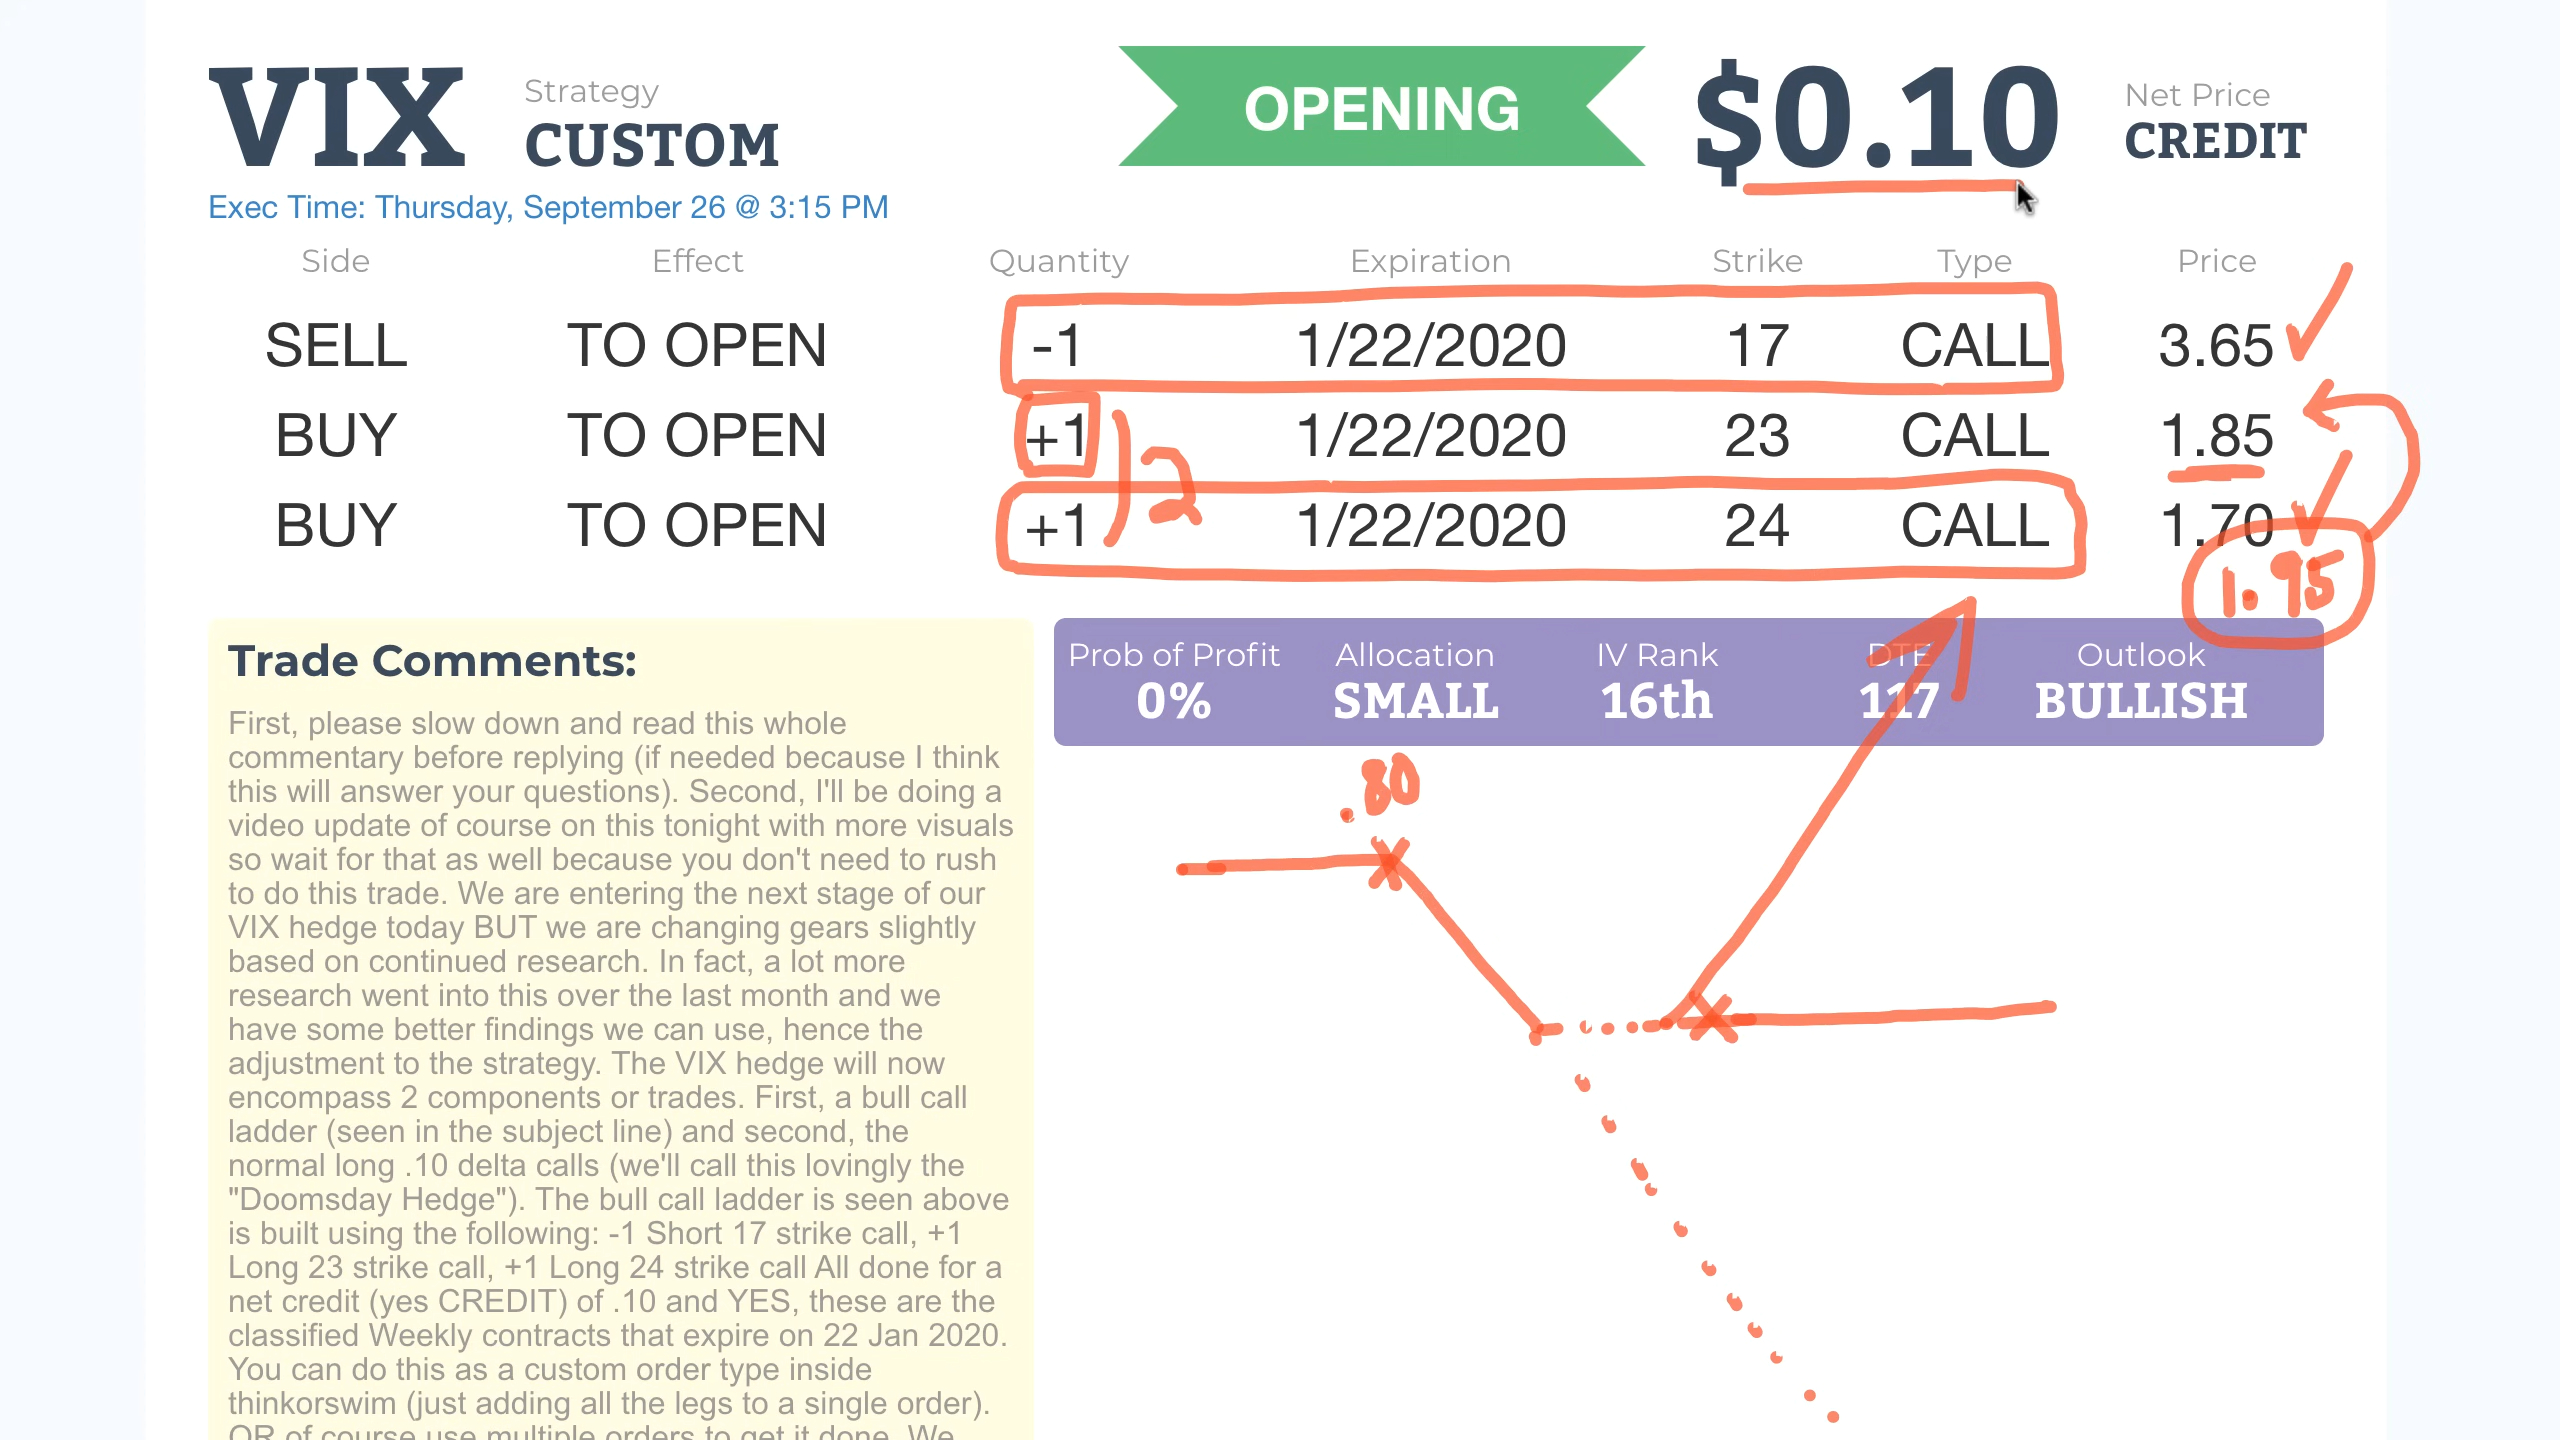 VIX
Strategy
CUSTOM
OPENING
$0.10
Net Price
CREDIT
Exec Time: Thursday, September 26 @ 3:15 PM
Side Effect Quantity Expiration Strike Type Price
SELL TO OPEN -1 1/22/2020 17 CALL 3.65
BUY TO OPEN +1 1/22/2020 23 CALL 1.85
2
BUY TO OPEN +1 1/22/2020 24 CALL 1.70
1.95
Trade Comments:
First, please slow down and read this whole
commentary before replying (if needed because I think
this will answer your questions). Second, I'll be doing a
video update of course on this tonight with more visuals
so wait for that as well because you don't need to rush
to do this trade. We are entering the next stage of our
VIX hedge today BUT we are changing gears slightly
based on continued research. In fact, a lot more
research went into this over the last month and we
have some better findings we can use, hence the
adjustment to the strategy. The VIX hedge will now
encompass 2 components or trades. First, a bull call
ladder (seen in the subject line) and second, the
normal long .10 delta calls (we'll call this lovingly the
"Doomsday Hedge"). The bull call ladder is seen above
is built using the following: -1 Short 17 strike call, +1
Long 23 strike call, +1 Long 24 strike call All done for a
net credit (yes CREDIT) of .10 and YES, these are the
classified Weekly contracts that expire on 22 Jan 2020.
You can do this as a custom order type inside
thinkorswim (just adding all the legs to a single order).
OR of course use multiple orders to get it done. We
Prob of Profit Allocation IV Rank DTE Outlook
0% SMALL 16th 117 BULLISH
.80